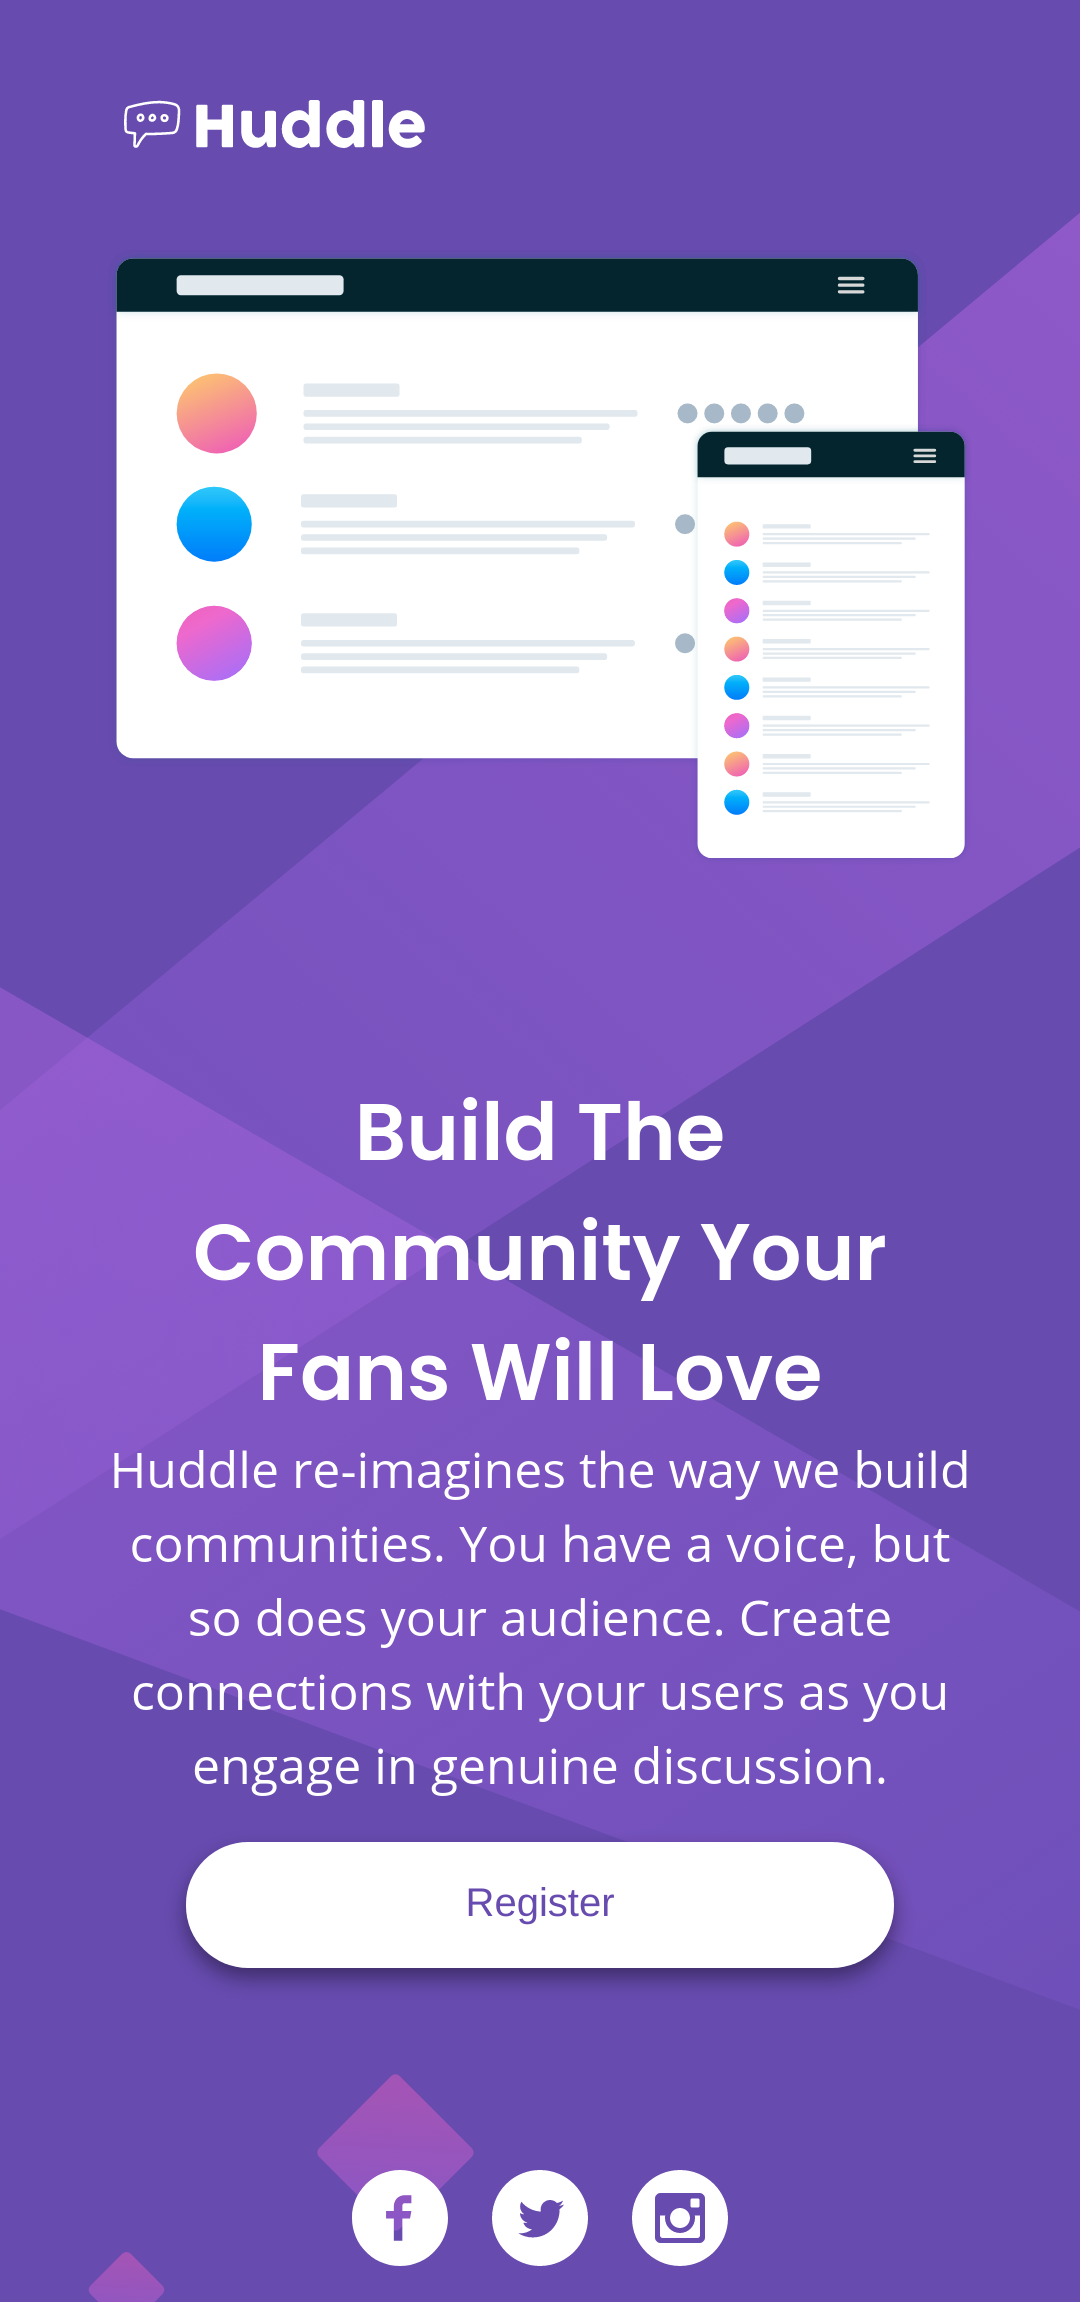 Huddle
Build The
Community Your
Fans Will Love
Huddle re-imagines the way we build
communities. You have a voice, but
so does your audience. Create
connections with your users as you
engage in genuine discussion.
Register